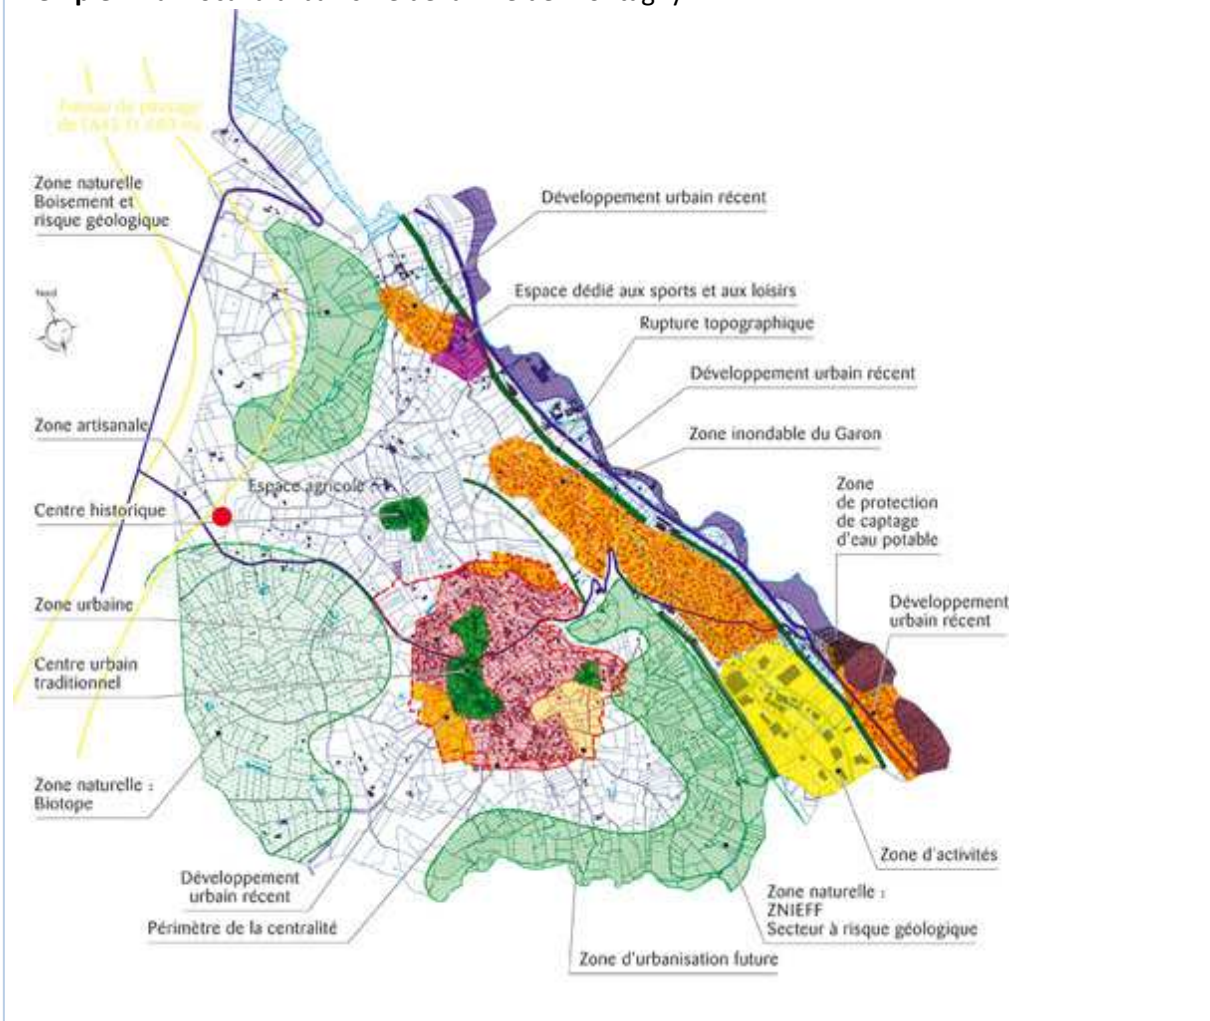 Fuseau de passage
Zone naturelle
Boisement et
risque géologique
Développement urbain récent
Nord
Espace dédié aux sports et aux loisirs
Rupture topographique
Développement urbain récent
Zone artisanale
Zone inondable du Garon
Espace agricole
Zone
de protection
de captage
d'eau potable
Centre historique
Zone urbaine
Développement
urbain récent
Centre urbain
traditionnel
Zone naturelle :
Biotope
Zone d'activités
Développement
urbain récent
Zone naturelle :
ZNIEFF
Secteur à risque géologique
Périmètre de la centralité
Zone d'urbanisation future